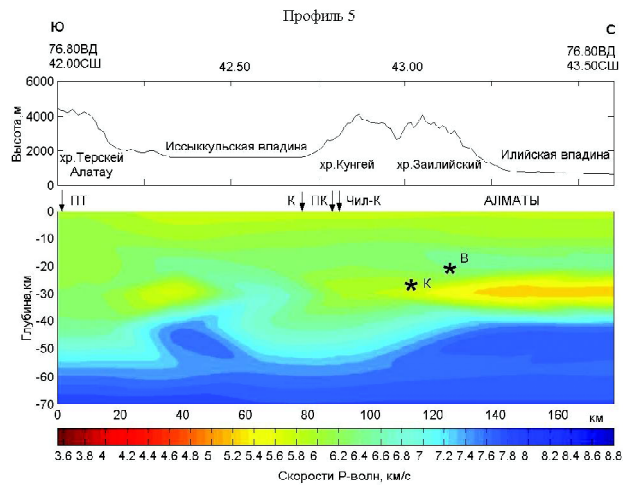 Профиль 5
Ю С
76.80ВД 76.80ВД
42.00СШ 42.50 43.00 43.50СШ
6000
4000
2000
0
Высота,м
хр.Терскей
Алатау
Иссыккульская впадина
хр.Кунгей
хр.Заилийский
Илийская впадина
ПТ К ПК Чил-К АЛМАТЫ
0
-10
-20
-30
-40
-50
-60
-70
Глубина,км
В
К
0 20 40 60 80 100 120 140 160 км
3.6 3.8 4 4.2 4.4 4.6 4.8 5 5.2 5.4 5.6 5.8 6 6.2 6.4 6.6 6.8 7 7.2 7.4 7.6 7.8 8 8.2 8.4 8.6 8.8
Скорости Р-волн, км/с